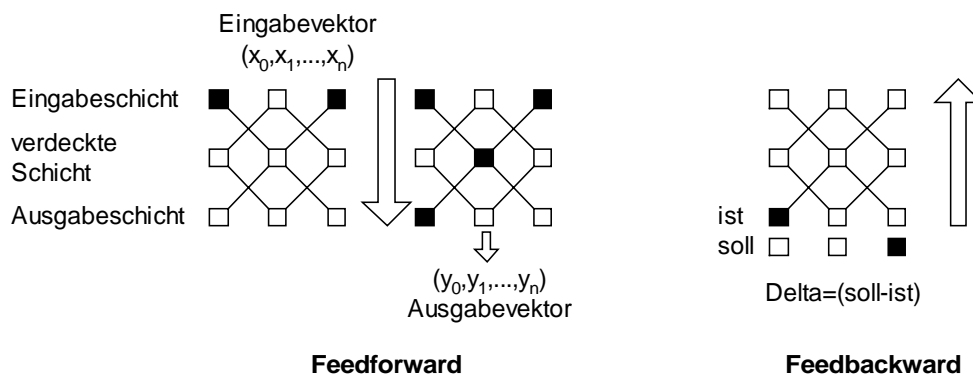 Eingabevektor
(x0,x1,...,xn)
Eingabeschicht
verdeckte
Schicht
Ausgabeschicht
(y0,y1,...,yn)
Ausgabevektor
Feedforward
ist
soll
Delta=(soll-ist)
Feedbackward